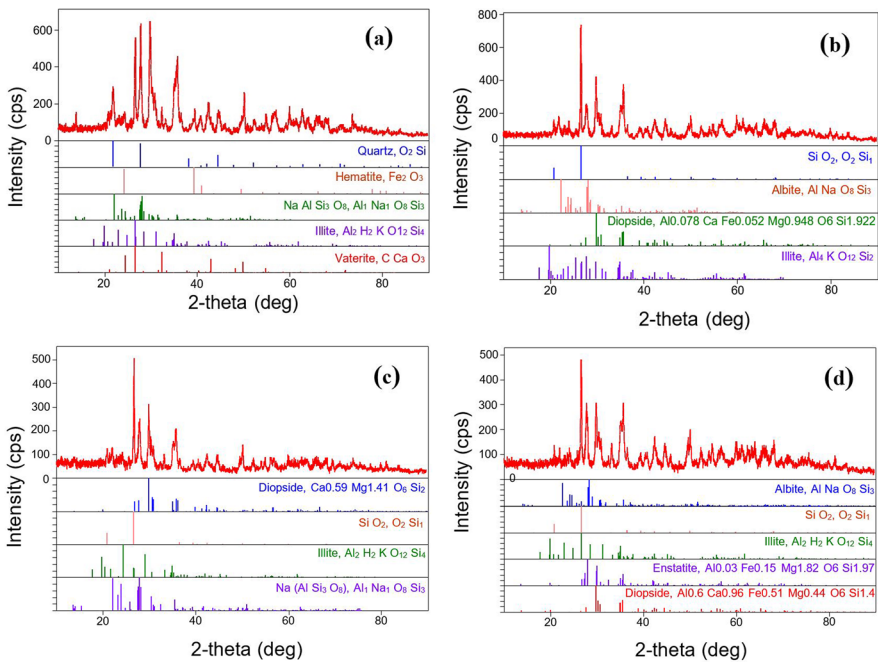 (a)
Intensity (cps)
600
400
200
0
Quartz, O2 Si
Hematite, Fe2 O3
Na Al Si3 O8, Al1 Na1 O8 Si3
Illite, Al2 H2 K O12 Si4
Vaterite, C Ca O3
20 40 60 80
2-theta (deg)
(b)
Intensity (cps)
800
600
400
200
0
Si O2, O2 Si1
Albite, Al Na O8 Si3
Diopside, Al0.078 Ca Fe0.052 Mg0.948 O6 Si1.922
Illite, Al4 K O12 Si2
20 40 60 80
2-theta (deg)
(c)
Intensity (cps)
500
400
300
200
100
0
Diopside, Ca0.59 Mg1.41 O6 Si2
Si O2, O2 Si1
Illite, Al2 H2 K O12 Si4
Na (Al Si3 O8), Al1 Na1 O8 Si3
20 40 60 80
2-theta (deg)
(d)
Intensity (cps)
500
400
300
200
100
0
Albite, Al Na O8 Si3
Si O2, O2 Si1
Illite, Al2 H2 K O12 Si4
Enstatite, Al0.03 Fe0.15 Mg1.82 O6 Si1.97
Diopside, Al0.6 Ca0.96 Fe0.51 Mg0.44 O6 Si1.4
20 40 60 80
2-theta (deg)